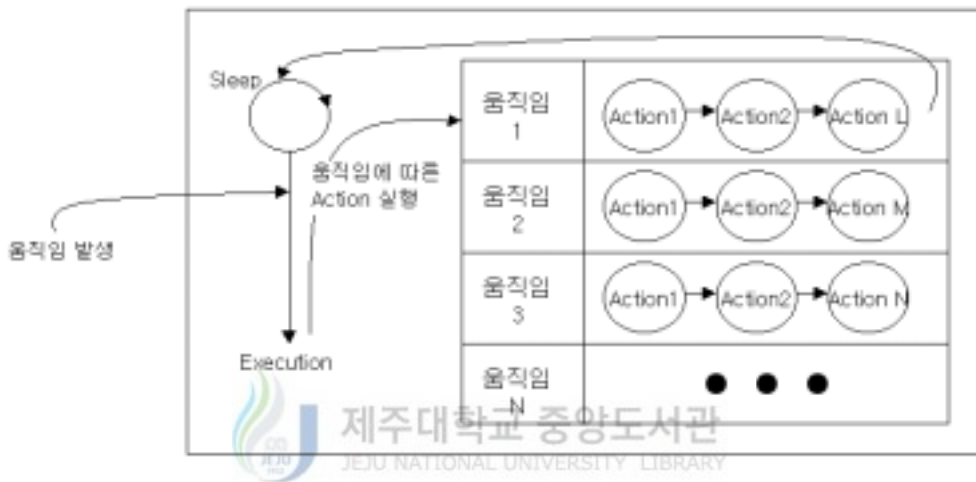 Sleep
움직임 발생
움직임에 따른
Action 실행
Execution
움직임
1
Action1
Action2
Action L
움직임
2
Action1
Action2
Action M
움직임
3
Action1
Action2
Action N
움직임
N
제주대학교 중앙도서관
JEJU NATIONAL UNIVERSITY LIBRARY
JEJU
1952